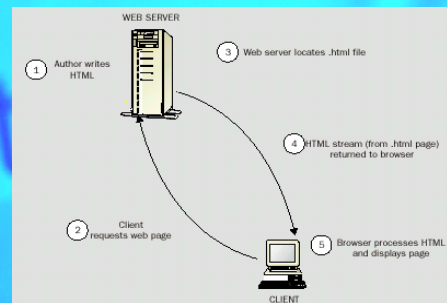 WEB SERVER
1
Author writes
HTML
3
Web server locates .html file
4
HTML stream (from .html page)
returned to browser
2
Client
requests web page
5
Browser processes HTML
and displays page
CLIENT